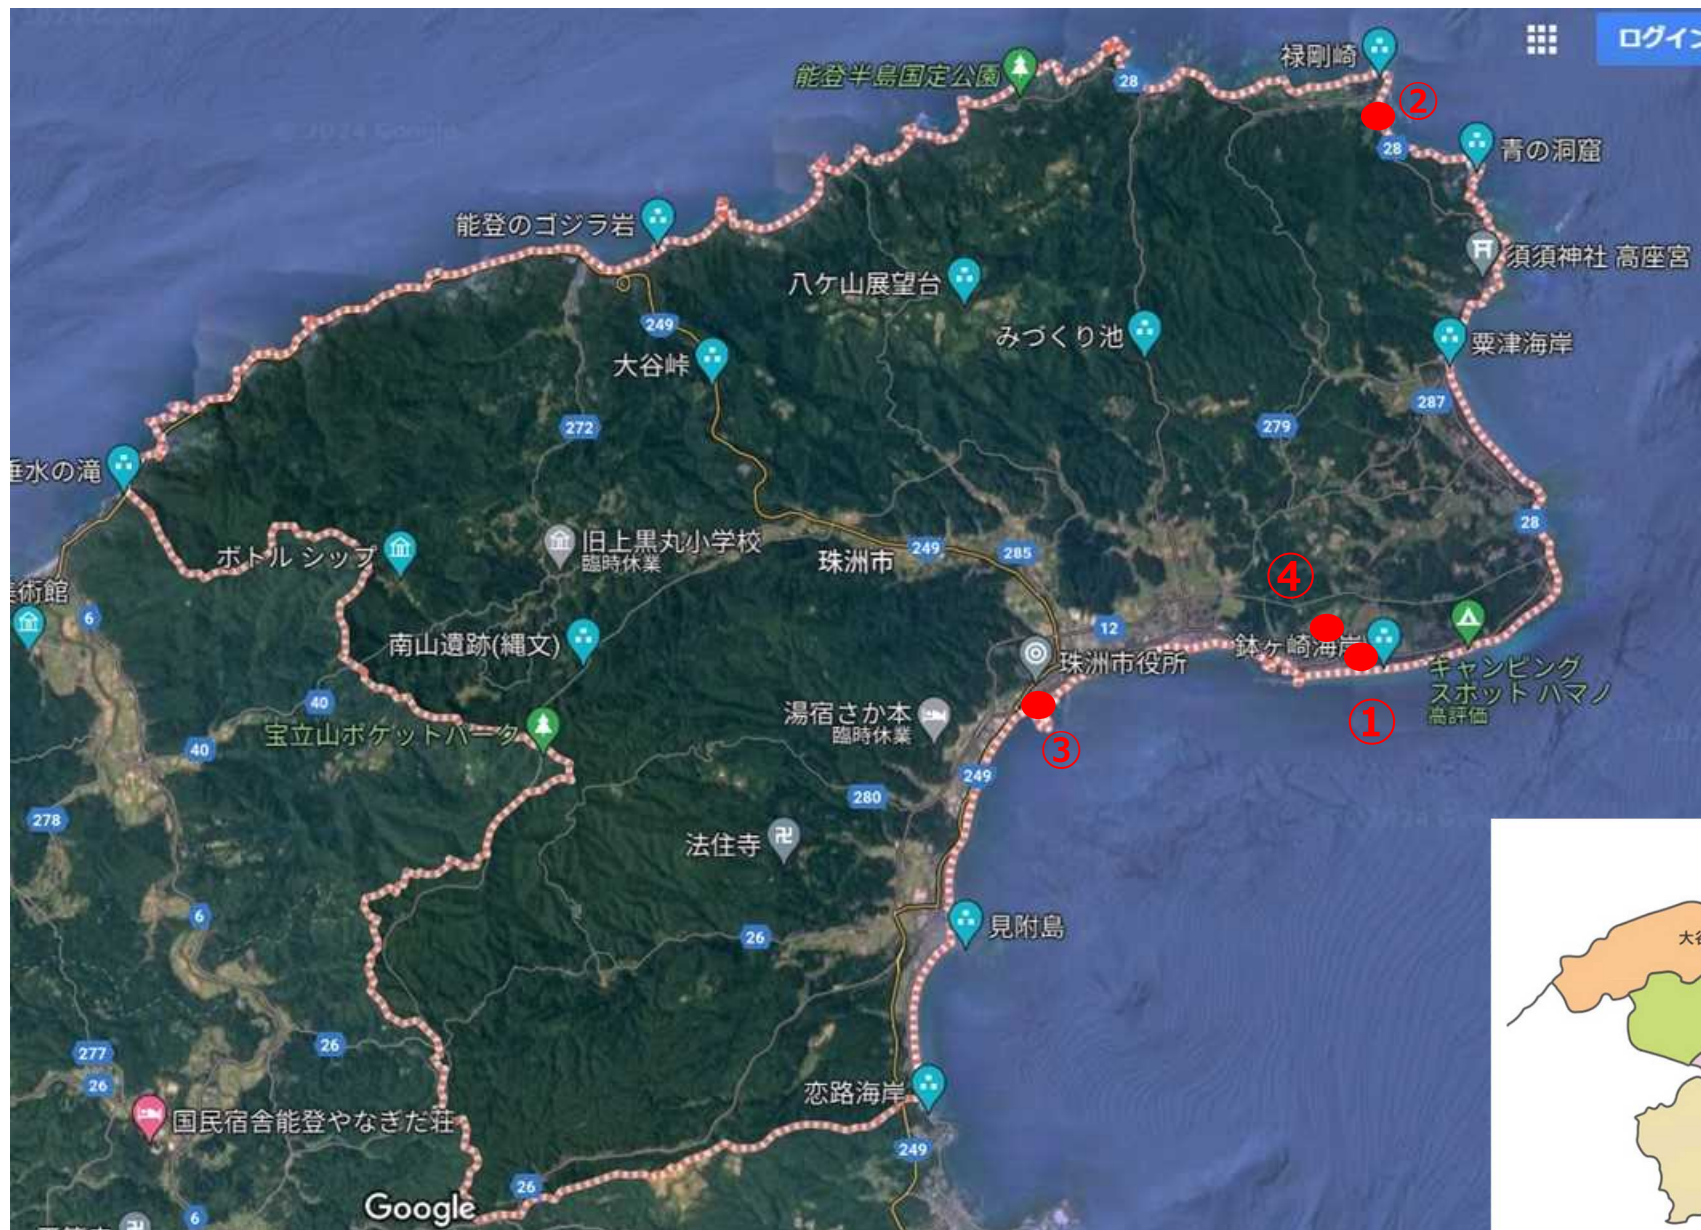 ログイン
禄剛崎
能登半島国定公園
28
②
28
青の洞窟
能登のゴジラ岩
須須神社 高座宮
八ケ山展望台
249
みづくり池
粟津海岸
大谷峠
287
272
279
垂水の滝
28
ボトル シップ
旧上黒丸小学校
臨時休業
珠洲市
249
285
④
美術館
6
12
南山遺跡(縄文)
鉢ヶ崎海岸
珠洲市役所
キャンピング
スポット ハマノ
高評価
40
湯宿さか本
臨時休業
①
宝立山ポケットパーク
40
③
249
280
278
法住寺
6
26
見附島
大谷
26
277
26
恋路海岸
国民宿舎能登やなぎだ荘
249
26
Google
6